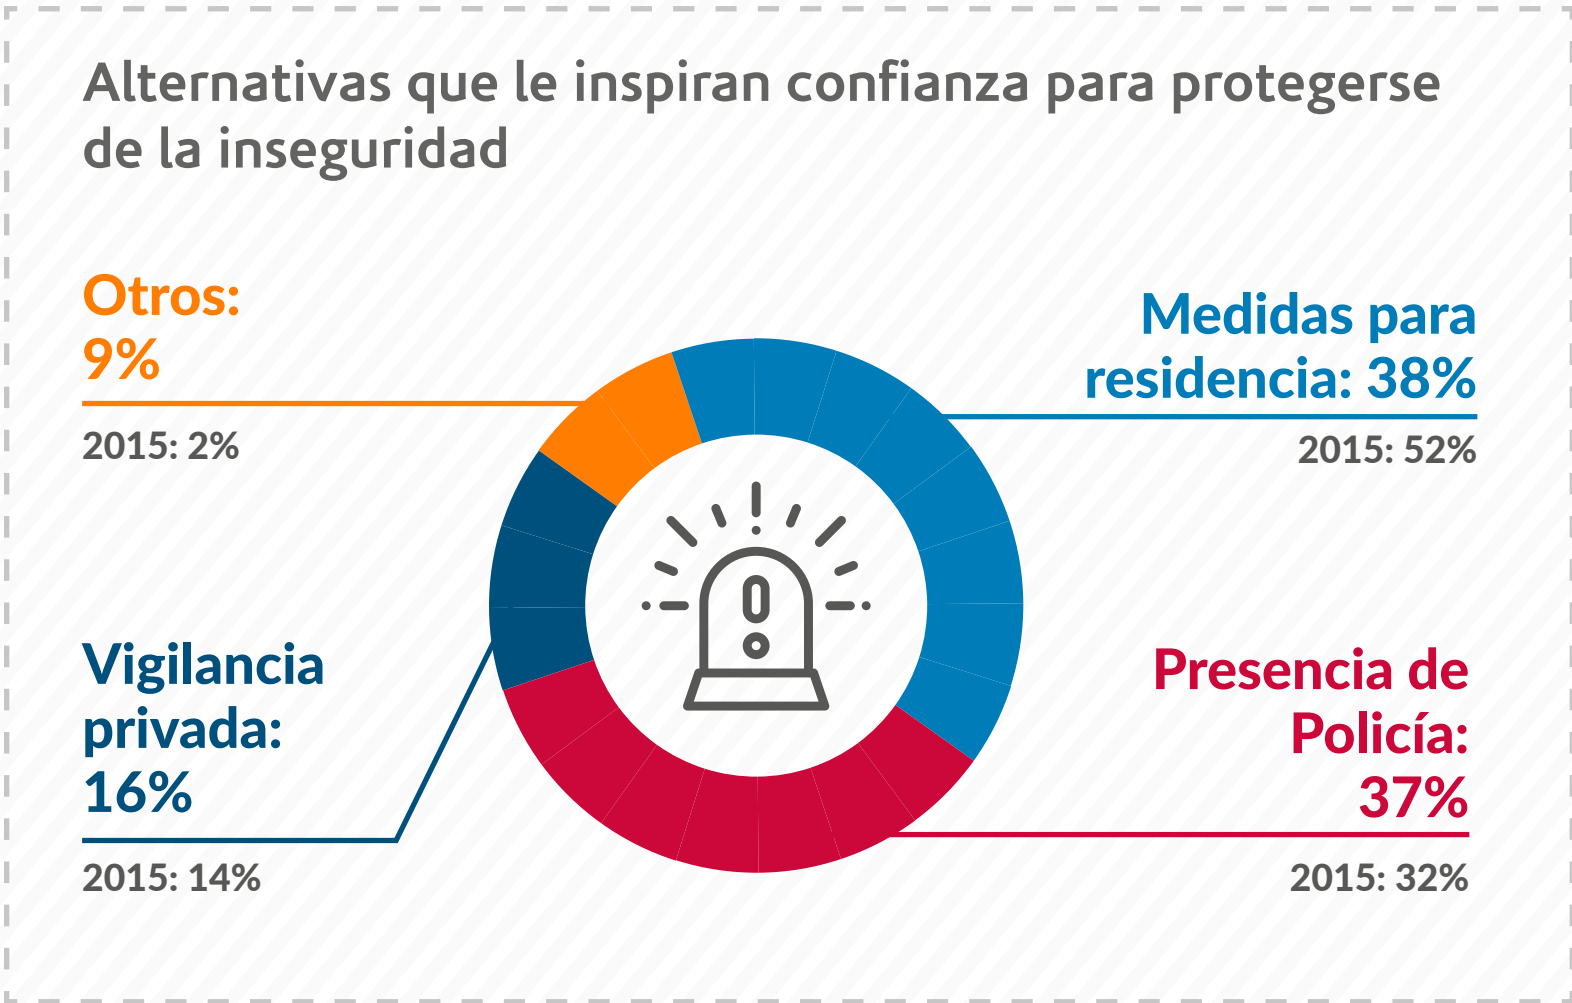 Alternativas que le inspiran confianza para protegerse
de la inseguridad
Otros:
9%
2015: 2%
Medidas para
residencia: 38%
2015: 52%
Vigilancia
privada:
16%
2015: 14%
Presencia de
Policía:
37%
2015: 32%